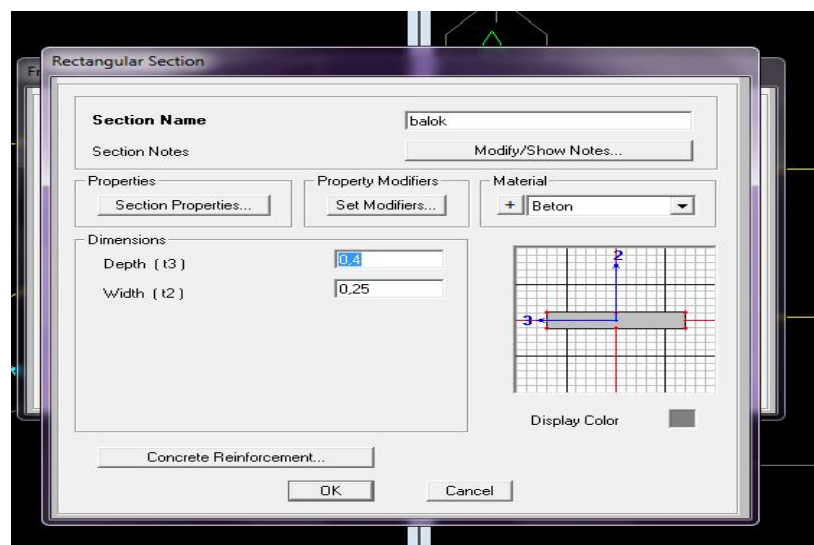 Rectangular Section
Fr
Section Name balok
Section Notes Modify/Show Notes...
Properties Property Modifiers Material
Section Properties... Set Modifiers... + Beton
Dimensions
Depth ( t3 ) 0,4
Width ( t2 ) 0,25
2
3
Display Color
Concrete Reinforcement...
OK Cancel